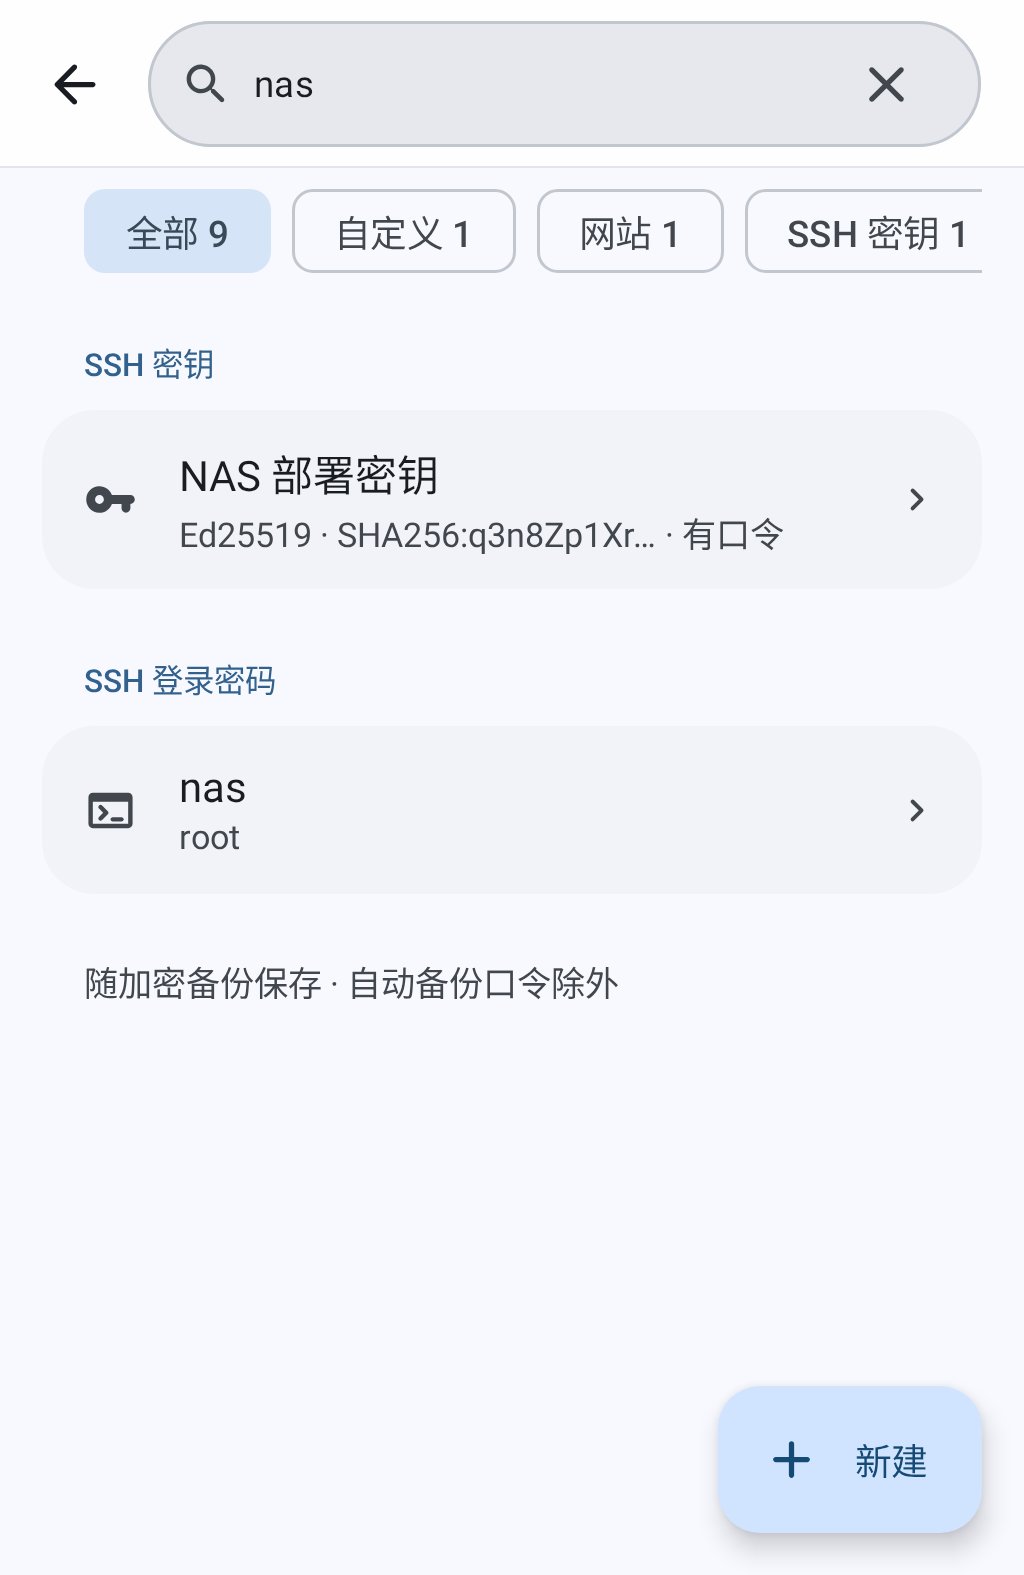 nas
全部 9
自定义 1
网站 1
SSH 密钥 1
SSH 密钥
NAS 部署密钥
Ed25519 · SHA256:q3n8Zp1Xr… · 有口令
SSH 登录密码
nas
root
随加密备份保存 · 自动备份口令除外
新建